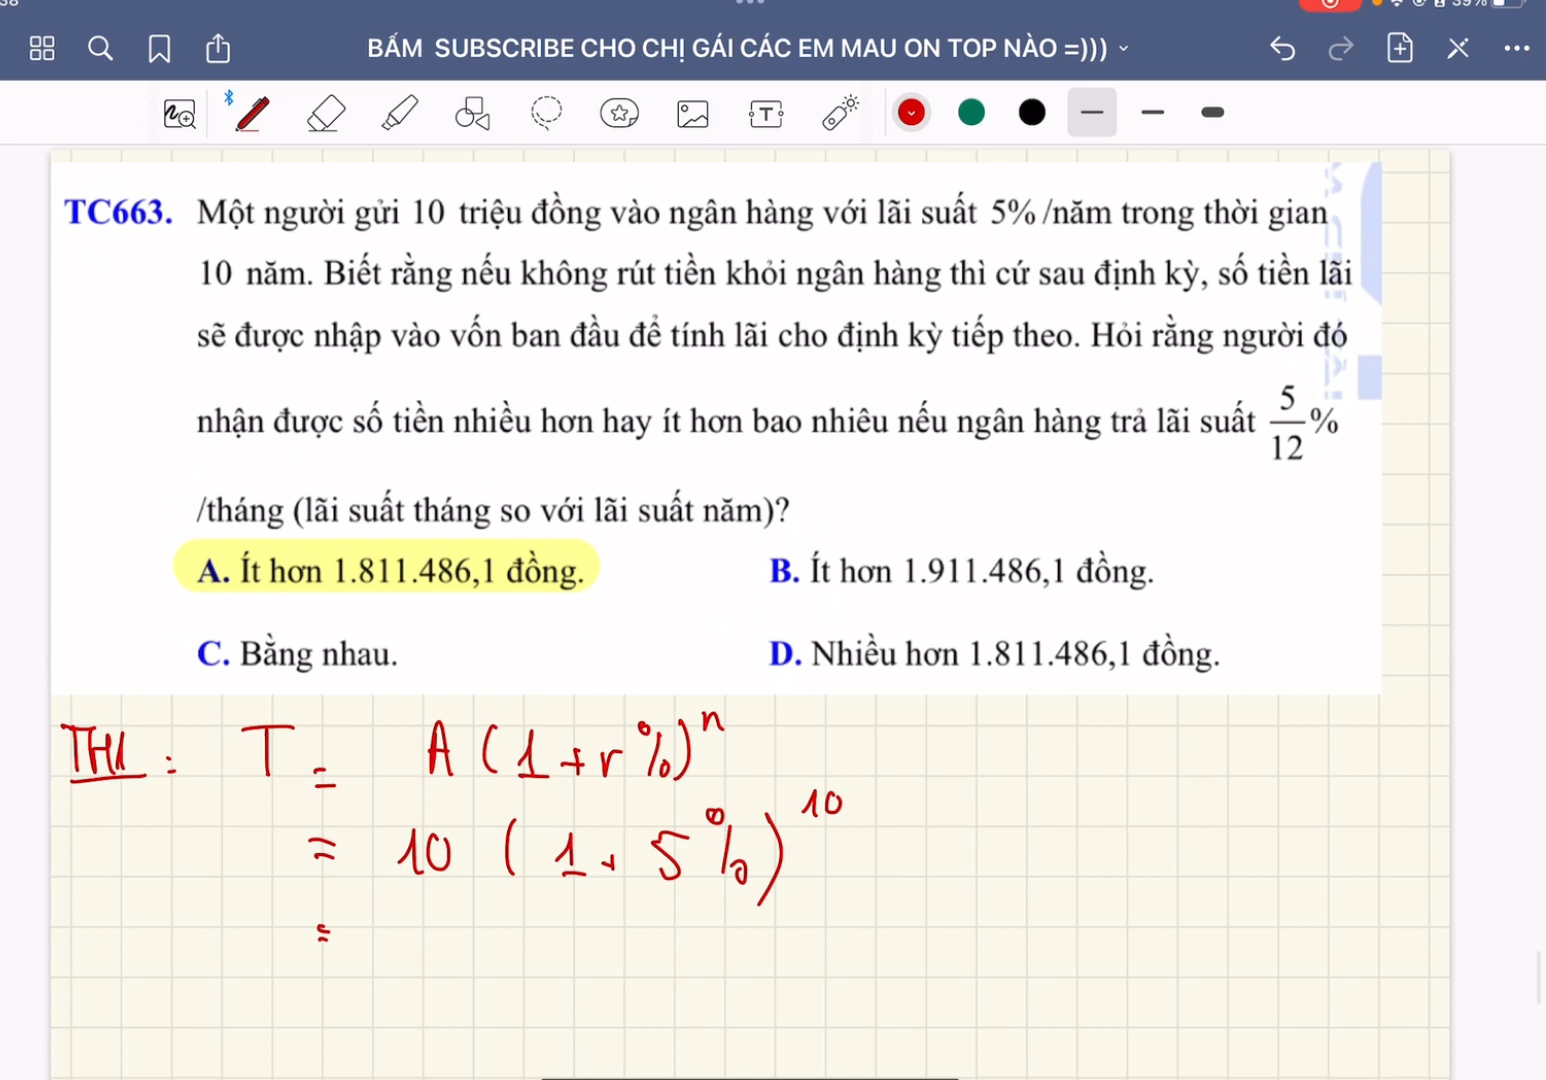 BẤM SUBSCRIBE CHO CHỊ GÁI CÁC EM MAU ON TOP NÀO =)))
TC663. Một người gửi 10 triệu đồng vào ngân hàng với lãi suất 5% /năm trong thời gian
10 năm. Biết rằng nếu không rút tiền khỏi ngân hàng thì cứ sau định kỳ, số tiền lãi
sẽ được nhập vào vốn ban đầu để tính lãi cho định kỳ tiếp theo. Hỏi rằng người đó
nhận được số tiền nhiều hơn hay ít hơn bao nhiêu nếu ngân hàng trả lãi suất 5/12 %
/tháng (lãi suất tháng so với lãi suất năm)?
A. Ít hơn 1.811.486,1 đồng. B. Ít hơn 1.911.486,1 đồng.
C. Bằng nhau. D. Nhiều hơn 1.811.486,1 đồng.
TH1 : T = A (1 + r %)^n
= 10 (1 + 5 %)^10
=